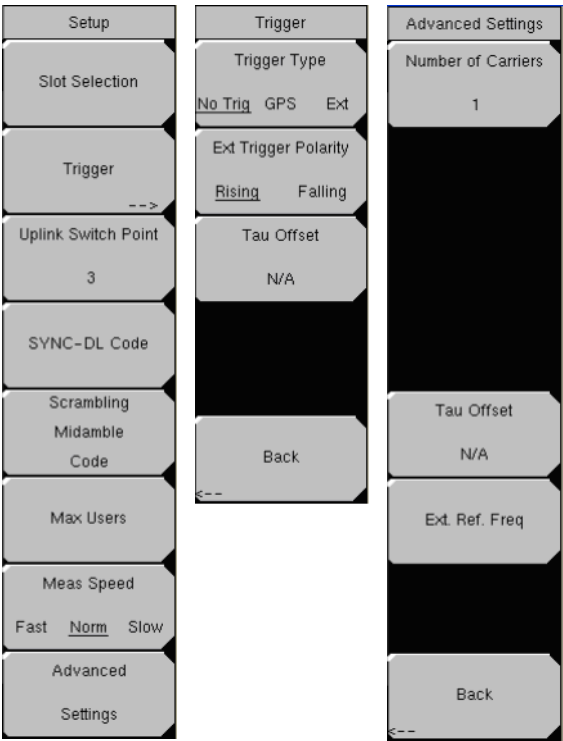 Setup
Slot Selection
Trigger
-->
Uplink Switch Point
3
SYNC-DL Code
Scrambling
Midamble
Code
Max Users
Meas Speed
Fast Norm Slow
Advanced
Settings
Trigger
Trigger Type
No Trig GPS Ext
Ext Trigger Polarity
Rising Falling
Tau Offset
N/A
Back
<--
Advanced Settings
Number of Carriers
1
Tau Offset
N/A
Ext. Ref. Freq
Back
<--